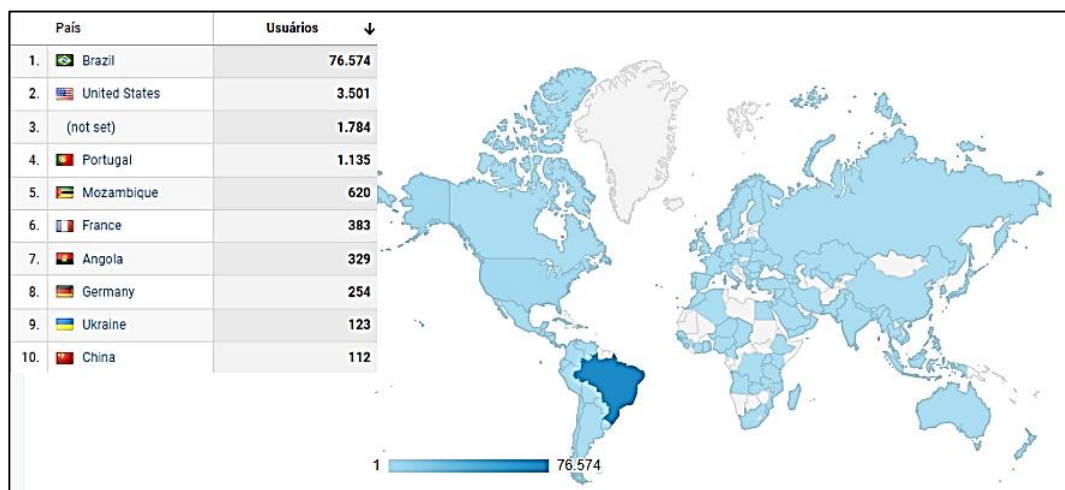 País Usuários ↓
1. Brazil 76.574
2. United States 3.501
3. (not set) 1.784
4. Portugal 1.135
5. Mozambique 620
6. France 383
7. Angola 329
8. Germany 254
9. Ukraine 123
10. China 112
1 76.574